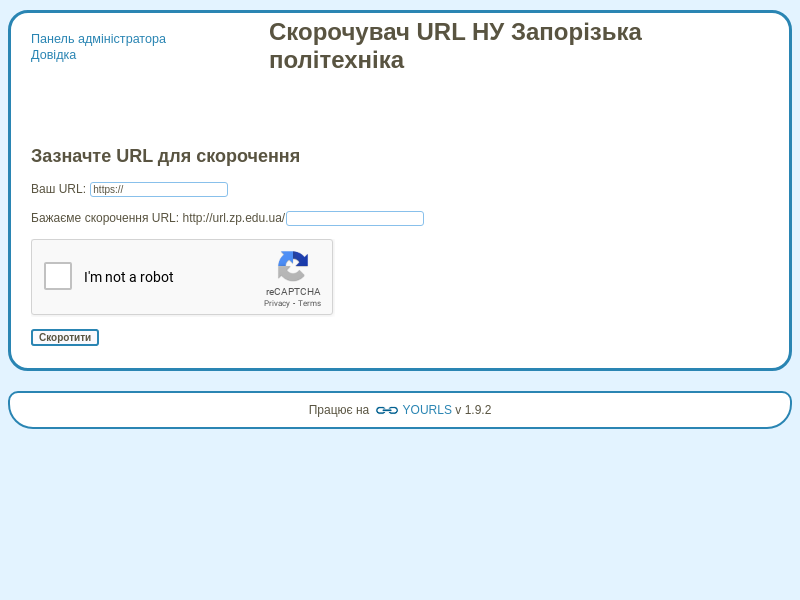 Панель адміністратора
Довідка
Скорочувач URL НУ Запорізька
політехніка
Зазначте URL для скорочення
Ваш URL: https://
Бажаєме скорочення URL: http://url.zp.edu.ua/
I'm not a robot
reCAPTCHA
Privacy - Terms
Скоротити
Працює на YOURLS v 1.9.2